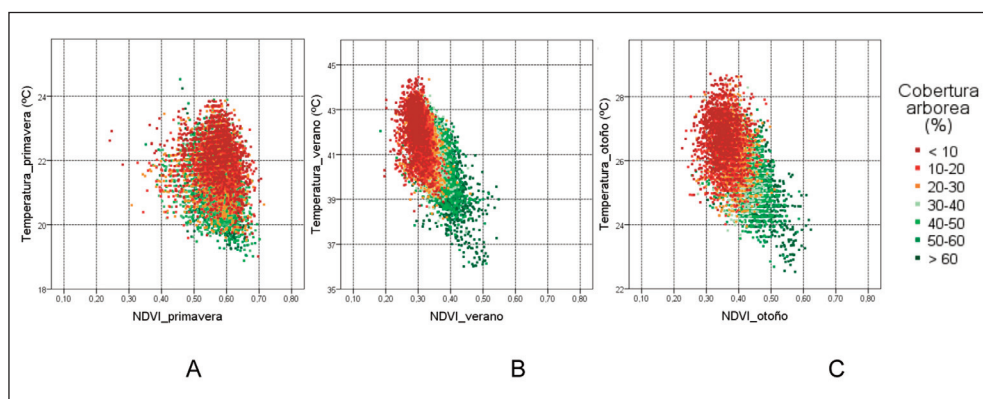 Temperatura_primavera (ºC)
24
22
20
18
0,10 0,20 0,30 0,40 0,50 0,60 0,70 0,80
NDVI_primavera
A
Temperatura_verano (ºC)
45
43
41
39
37
35
0,10 0,20 0,30 0,40 0,50 0,60 0,70 0,80
NDVI_verano
B
Temperatura_otoño (ºC)
28
26
24
22
0,10 0,20 0,30 0,40 0,50 0,60 0,70 0,80
NDVI_otoño
C
Cobertura
arborea
(%)
< 10
10-20
20-30
30-40
40-50
50-60
> 60